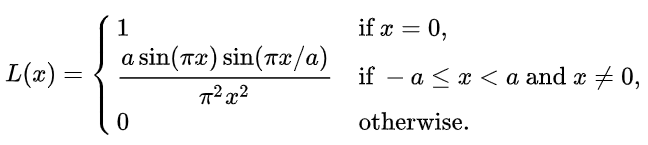 L(x) = { 1 if x = 0,
a sin(πx) sin(πx/a) / π²x² if − a ≤ x < a and x ≠ 0,
0 otherwise.